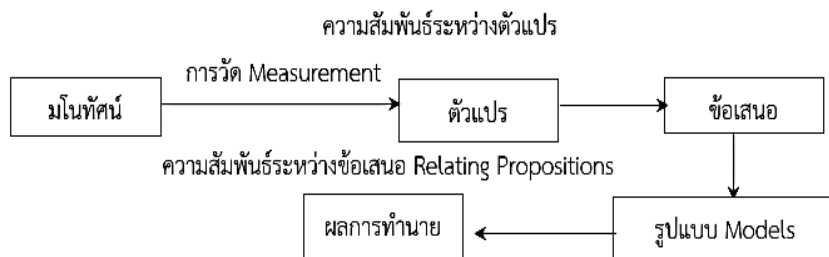 ความสัมพันธ์ระหว่างตัวแปร
การวัด Measurement
มโนทัศน์
ตัวแปร
ข้อเสนอ
ความสัมพันธ์ระหว่างข้อเสนอ Relating Propositions
ผลการทำนาย
รูปแบบ Models